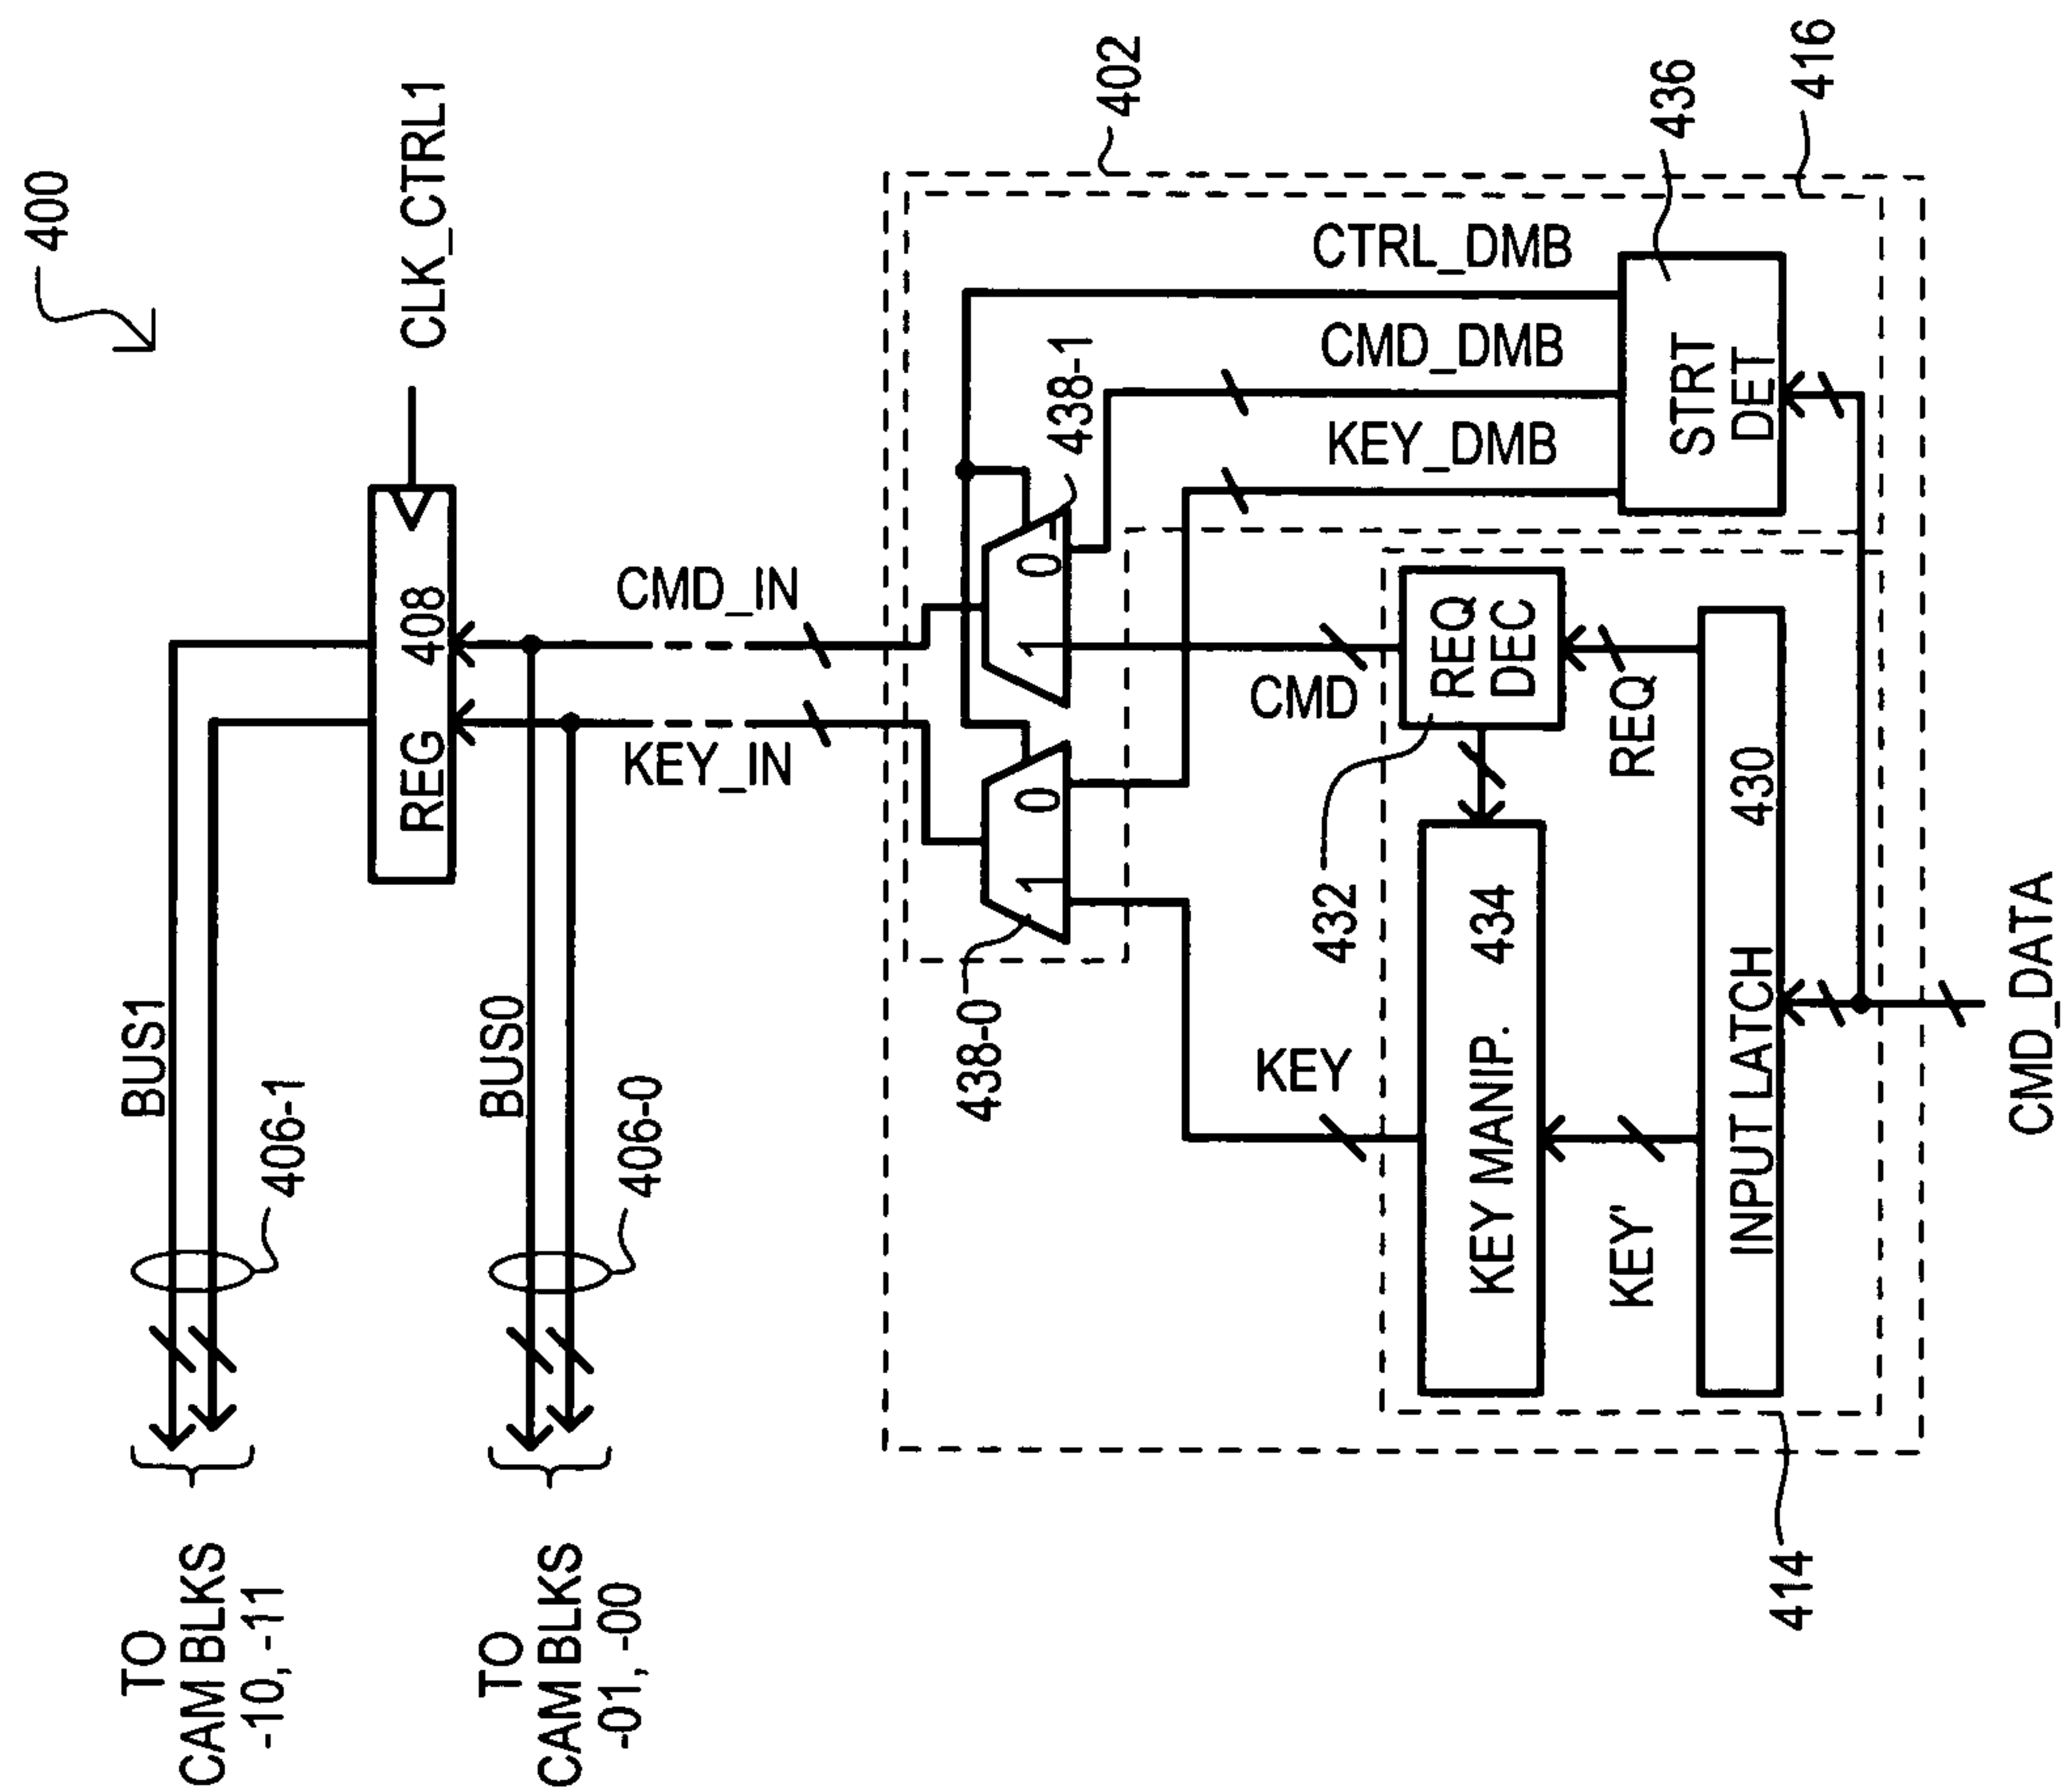 400
CLK_CTRL1
BUS1
406-1
REG 408
TO
CAM BLKS
-10, -11
BUS0
406-0
TO
CAM BLKS
-01, -00
CMD_IN
KEY_IN
402
438-1
1 0
438-0
1 0
CTRL_DMB
CMD_DMB
KEY_DMB
CMD
KEY
432
REQ
DEC
KEY MANIP. 434
STRT
DET
436
416
REQ
KEY'
INPUT LATCH 430
414
CMD_DATA